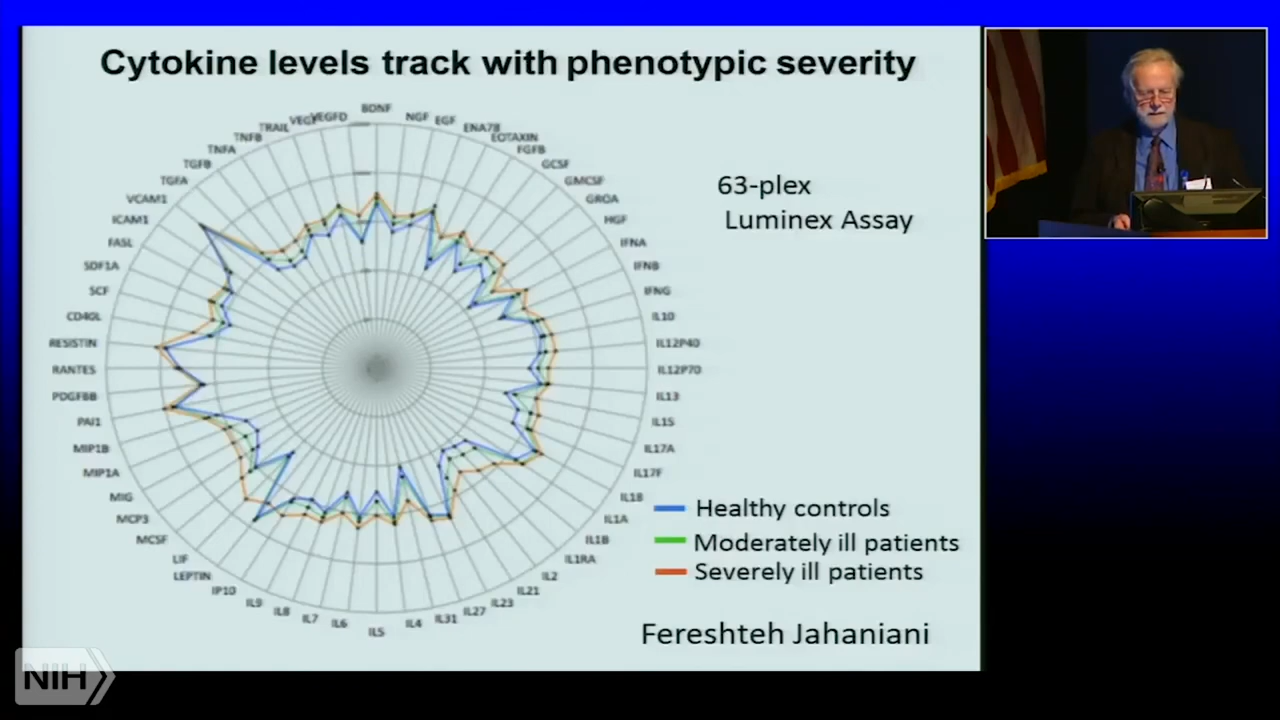 Cytokine levels track with phenotypic severity
BDNF
NGF
EGF
ENA78
EOTAXIN
FGFB
GCSF
GMCSF
GROA
HGF
IFNA
IFNB
IFNG
IL10
IL12P40
IL12P70
IL13
IL15
IL17A
IL17F
IL18
IL1A
IL1B
IL1RA
IL2
IL21
IL23
IL27
IL31
IL4
IL5
IL6
IL7
IL8
IL9
IP10
LEPTIN
LIF
MCSF
MCP3
MIG
MIP1A
MIP1B
PAI1
PDGFBB
RANTES
RESISTIN
CD40L
SCF
SDF1A
FASL
ICAM1
VCAM1
TGFA
TGFB
TNFA
TNFB
TRAIL
VEGF
VEGFD
63-plex
Luminex Assay
Healthy controls
Moderately ill patients
Severely ill patients
Fereshteh Jahaniani
NIH